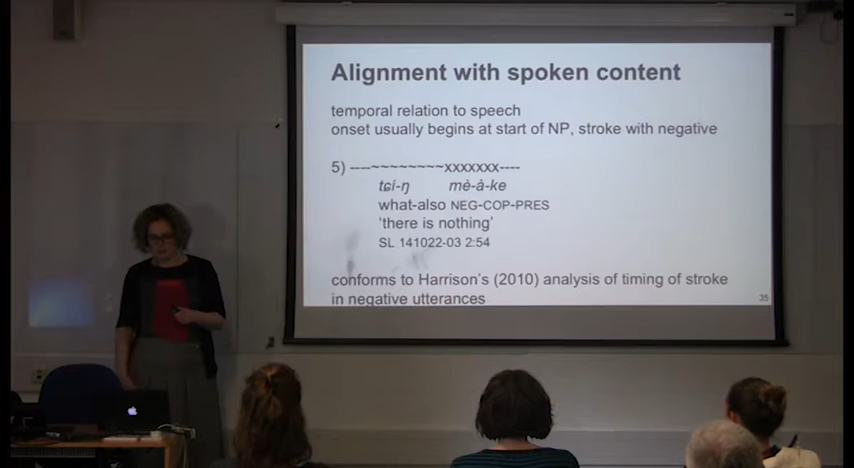 Alignment with spoken content
temporal relation to speech
onset usually begins at start of NP, stroke with negative
5) ----~~~~~~~~~xxxxxxx----
tɕí-ŋ mè-à-ke
what-also NEG-COP-PRES
'there is nothing'
SL 141022-03 2:54
conforms to Harrison's (2010) analysis of timing of stroke
in negative utterances
35